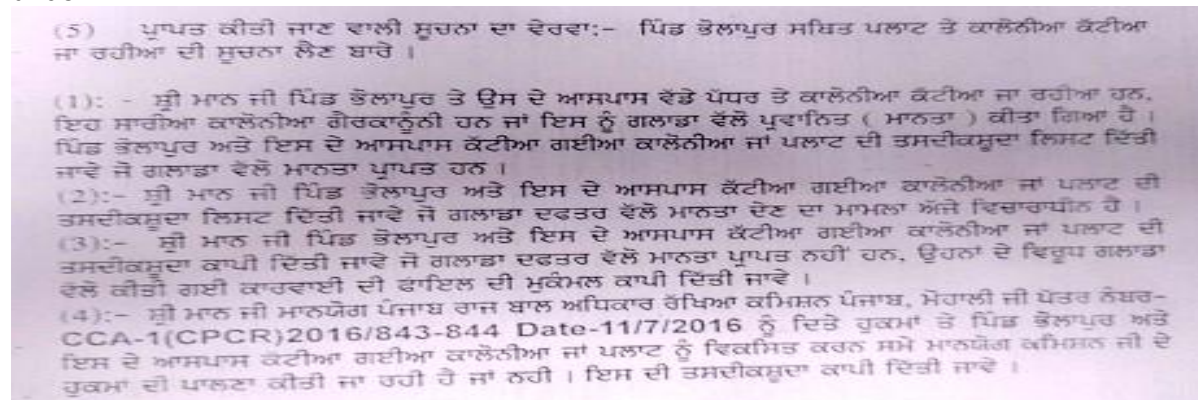 (5) ਪ੍ਰਾਪਤ ਕੀਤੀ ਜਾਣ ਵਾਲੀ ਸੂਚਨਾ ਦਾ ਵੇਰਵਾ:– ਪਿੰਡ ਭੋਲਾਪੁਰ ਸਥਿਤ ਪਲਾਟ ਤੇ ਕਾਲੋਨੀਆ ਕੱਟੀਆ
ਜਾ ਰਹੀਆ ਦੀ ਸੂਚਨਾ ਲੈਣ ਬਾਰੇ ।
(1): - ਸ੍ਰੀ ਮਾਨ ਜੀ ਪਿੰਡ ਭੋਲਾਪੁਰ ਤੇ ਉਸ ਦੇ ਆਸਪਾਸ ਵੱਡੇ ਪੱਧਰ ਤੇ ਕਾਲੋਨੀਆ ਕੱਟੀਆ ਜਾ ਰਹੀਆ ਹਨ,
ਇਹ ਸਾਰੀਆ ਕਾਲੋਨੀਆ ਗੈਰਕਾਨੂੰਨੀ ਹਨ ਜਾਂ ਇਸ ਨੂੰ ਗਲਾਡਾ ਵੱਲੋ ਪ੍ਰਵਾਨਿਤ ( ਮਾਨਤਾ ) ਕੀਤਾ ਗਿਆ ਹੈ ।
ਪਿੰਡ ਭੋਲਾਪੁਰ ਅਤੇ ਇਸ ਦੇ ਆਸਪਾਸ ਕੱਟੀਆ ਗਈਆ ਕਾਲੋਨੀਆ ਜਾਂ ਪਲਾਟ ਦੀ ਤਸਦੀਕਸੂਦਾ ਲਿਸਟ ਦਿੱਤੀ
ਜਾਵੇ ਜੋ ਗਲਾਡਾ ਵੱਲੋ ਮਾਨਤਾ ਪ੍ਰਾਪਤ ਹਨ ।
(2):– ਸ੍ਰੀ ਮਾਨ ਜੀ ਪਿੰਡ ਭੋਲਾਪੁਰ ਅਤੇ ਇਸ ਦੇ ਆਸਪਾਸ ਕੱਟੀਆ ਗਈਆ ਕਾਲੋਨੀਆ ਜਾਂ ਪਲਾਟ ਦੀ
ਤਸਦੀਕਸੂਦਾ ਲਿਸਟ ਦਿੱਤੀ ਜਾਵੇ ਜੋ ਗਲਾਡਾ ਦਫਤਰ ਵੱਲੋ ਮਾਨਤਾ ਦੇਣ ਦਾ ਮਾਮਲਾ ਅੱਜੇ ਵਿਚਾਰਾਧੀਨ ਹੈ ।
(3):– ਸ੍ਰੀ ਮਾਨ ਜੀ ਪਿੰਡ ਭੋਲਾਪੁਰ ਅਤੇ ਇਸ ਦੇ ਆਸਪਾਸ ਕੱਟੀਆ ਗਈਆ ਕਾਲੋਨੀਆ ਜਾਂ ਪਲਾਟ ਦੀ
ਤਸਦੀਕਸੂਦਾ ਕਾਪੀ ਦਿੱਤੀ ਜਾਵੇ ਜੋ ਗਲਾਡਾ ਦਫਤਰ ਵੱਲੋ ਮਾਨਤਾ ਪ੍ਰਾਪਤ ਨਹੀਂ ਹਨ, ਉਹਨਾਂ ਦੇ ਵਿਰੁਧ ਗਲਾਡਾ
ਵੱਲੋ ਕੀਤੀ ਗਈ ਕਾਰਵਾਈ ਦੀ ਫਾਇਲ ਦੀ ਮੁਕੰਮਲ ਕਾਪੀ ਦਿੱਤੀ ਜਾਵੇ ।
(4):– ਸ੍ਰੀ ਮਾਨ ਜੀ ਮਾਨਯੋਗ ਪੰਜਾਬ ਰਾਜ ਬਾਲ ਅਧਿਕਾਰ ਰੱਖਿਆ ਕਮਿਸ਼ਨ ਪੰਜਾਬ, ਮੋਹਾਲੀ ਜੀ ਪੱਤਰ ਨੰਬਰ–
CCA-1(CPCR)2016/843-844 Date-11/7/2016 ਨੂੰ ਦਿਤੇ ਹੁਕਮਾਂ ਤੇ ਪਿੰਡ ਭੋਲਾਪੁਰ ਅਤੇ
ਇਸ ਦੇ ਆਸਪਾਸ ਕੱਟੀਆ ਗਈਆ ਕਾਲੋਨੀਆ ਜਾਂ ਪਲਾਟ ਨੂੰ ਵਿਕਸਿਤ ਕਰਨ ਸਮੇ ਮਾਨਯੋਗ ਕਮਿਸ਼ਨ ਜੀ ਦੇ
ਹੁਕਮਾਂ ਦੀ ਪਾਲਣਾ ਕੀਤੀ ਜਾ ਰਹੀ ਹੈ ਜਾਂ ਨਹੀ । ਇਸ ਦੀ ਤਸਦੀਕਸੂਦਾ ਕਾਪੀ ਦਿੱਤੀ ਜਾਵੇ ।